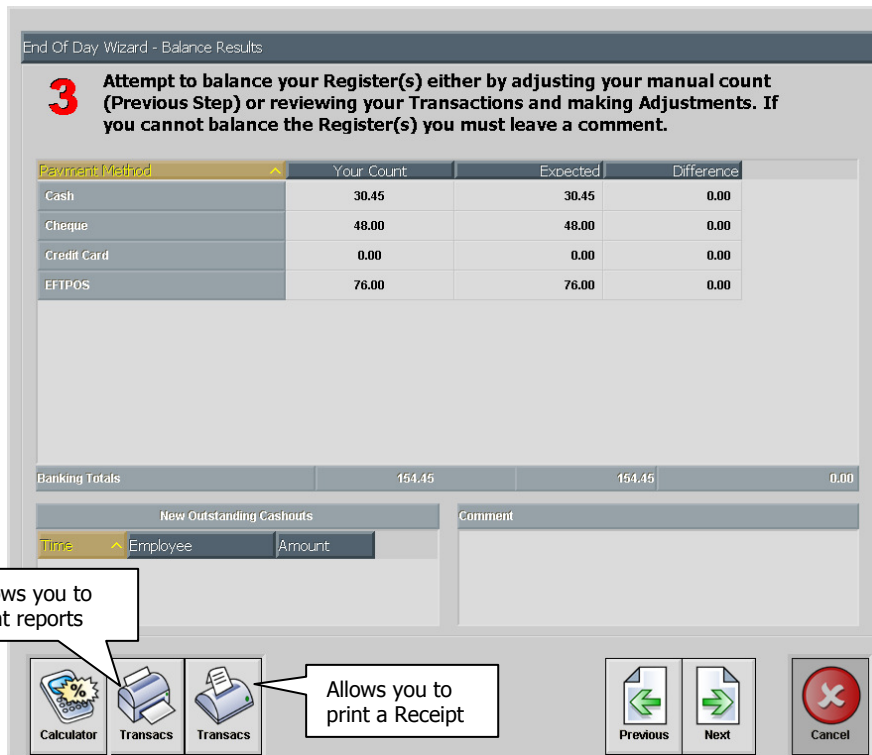 End Of Day Wizard - Balance Results
3
Attempt to balance your Register(s) either by adjusting your manual count
(Previous Step) or reviewing your Transactions and making Adjustments. If
you cannot balance the Register(s) you must leave a comment.
Payment Method Your Count Expected Difference
Cash 30.45 30.45 0.00
Cheque 48.00 48.00 0.00
Credit Card 0.00 0.00 0.00
EFTPOS 76.00 76.00 0.00
Banking Totals 154.45 154.45 0.00
New Outstanding Cashouts Comment
Time Employee Amount
ws you to
t reports
Allows you to
print a Receipt
%
Calculator Transacs Transacs Previous Next Cancel